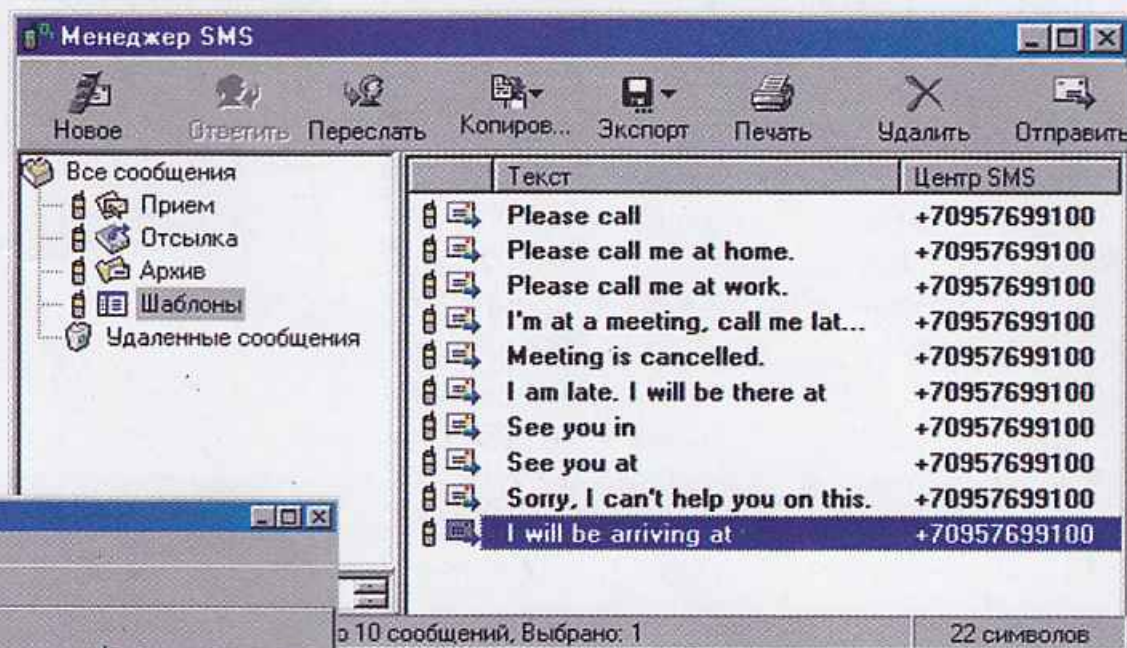 Менеджер SMS
Новое Ответить Переслать Копиров... Экспорт Печать Удалить Отправить
Все сообщения
Прием
Отсылка
Архив
Шаблоны
Удаленные сообщения
Текст Центр SMS
Please call +70957699100
Please call me at home. +70957699100
Please call me at work. +70957699100
I'm at a meeting, call me lat... +70957699100
Meeting is cancelled. +70957699100
I am late. I will be there at +70957699100
See you in +70957699100
See you at +70957699100
Sorry, I can't help you on this. +70957699100
I will be arriving at +70957699100
о 10 сообщений, Выбрано: 1 22 символов